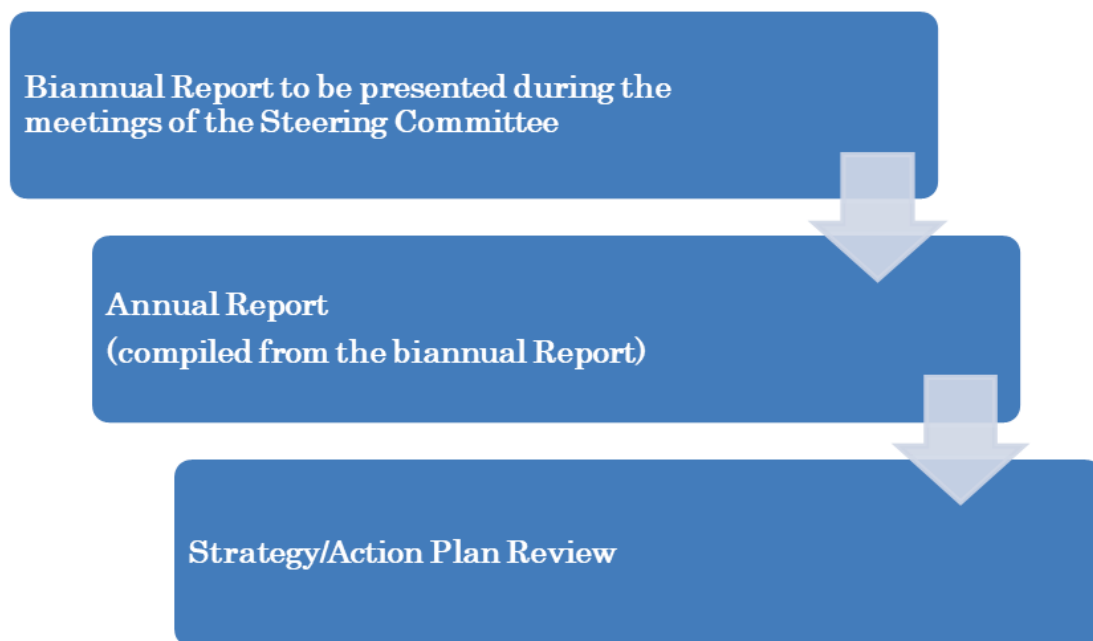 Biannual Report to be presented during the
meetings of the Steering Committee
Annual Report
(compiled from the biannual Report)
Strategy/Action Plan Review